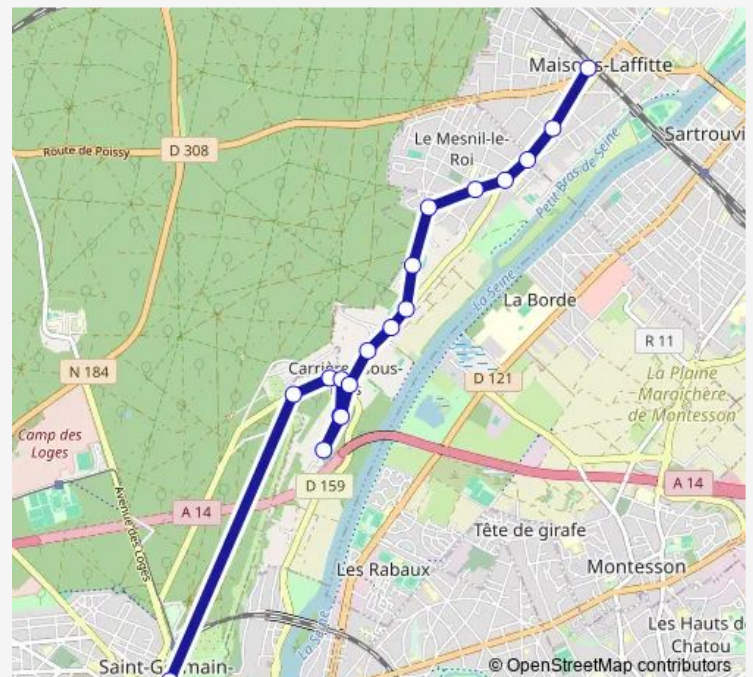 Maisons-Laffitte
Sartrouvi
Le Mesnil-le-
Roi
Route de Poissy
D 308
Petit Bras de Seine
La Seine
La Borde
R 11
N 184
D 121
La Plaine
Maraîchère
de Montesson
Camp des
Loges
D 159
A 14
A 14
Avenue des Loges
Tête de girafe
Les Rabaux
Montesson
La Seine
Les Hauts d
Chatou
Saint-G
main-
© OpenStreetMap contributors